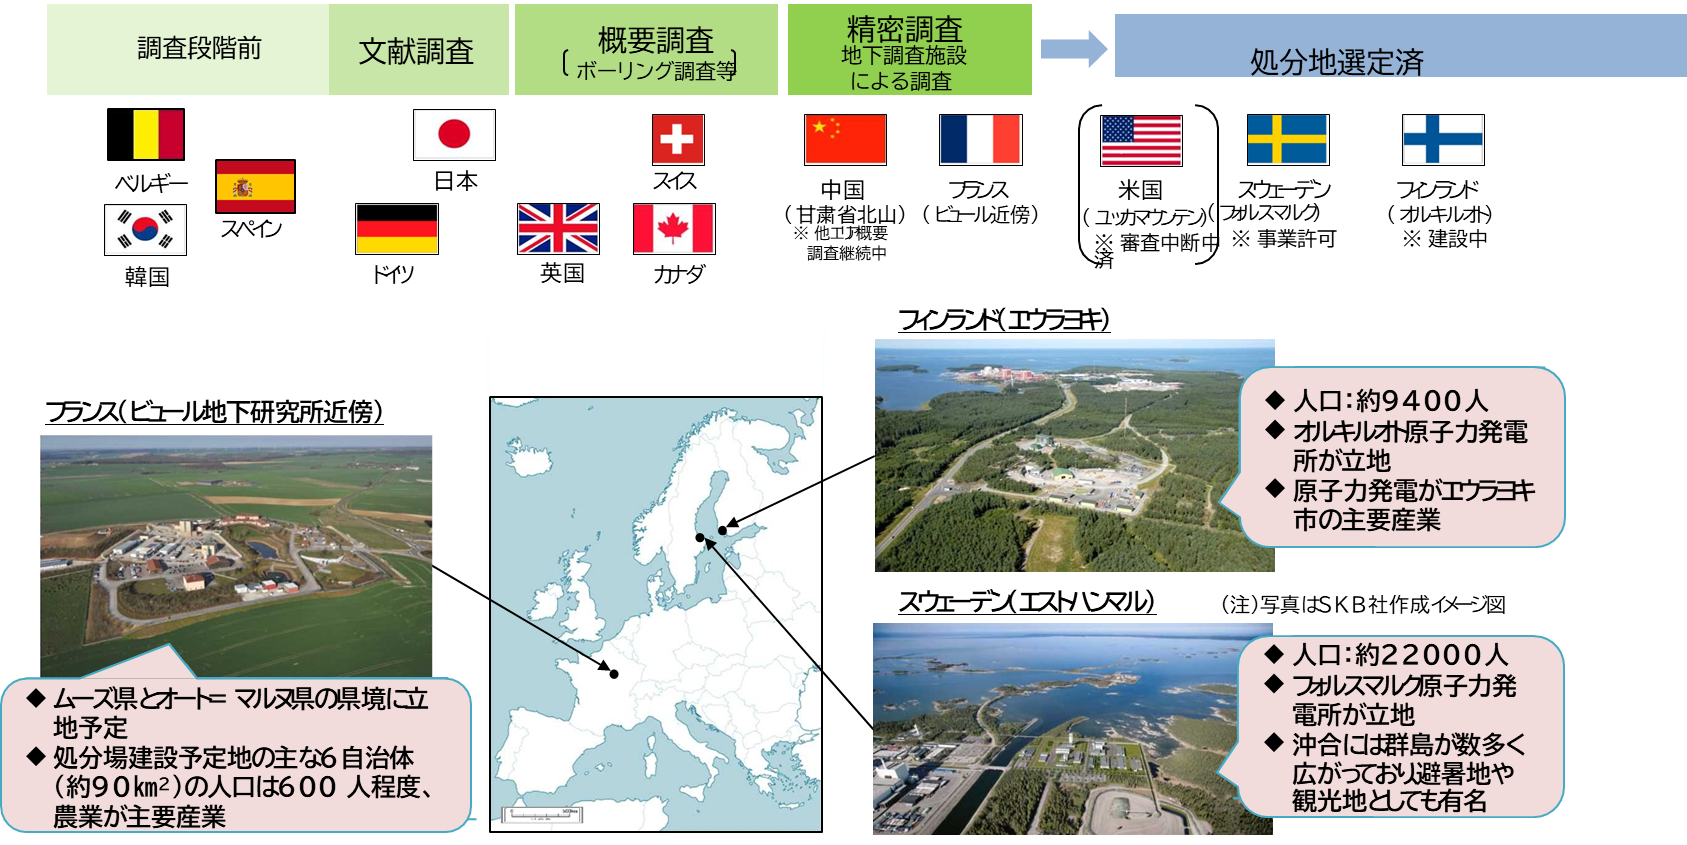 調査段階前
文献調査
概要調査
(ボーリング調査等)
精密調査
地下調査施設
による調査
処分地選定済
ベルギー
スペイン
韓国
日本
ドイツ
スイス
英国
カナダ
中国
(甘粛省北山)
※ 他エリア概要
調査継続中
フランス
(ビュール近傍)
米国
(ユッカマウンテン)
※ 審査中断中
スウェーデン
(フォルスマルク)
※ 事業許可
済
フィンランド
(オルキルオト)
※ 建設中
フィンランド(エウラヨキ)
◆ 人口:約9400人
◆ オルキルオト原子力発電
所が立地
◆ 原子力発電がエウラヨキ
市の主要産業
フランス(ビュール地下研究所近傍)
◆ ムーズ県とオート=マルヌ県の県境に立
地予定
◆ 処分場建設予定地の主な6自治体
(約90㎢)の人口は600 人程度、
農業が主要産業
スウェーデン(エストハンマル)
(注)写真はSKB社作成イメージ図
◆ 人口:約22000人
◆ フォルスマルク原子力発
電所が立地
◆ 沖合には群島が数多く
広がっており避暑地や
観光地としても有名